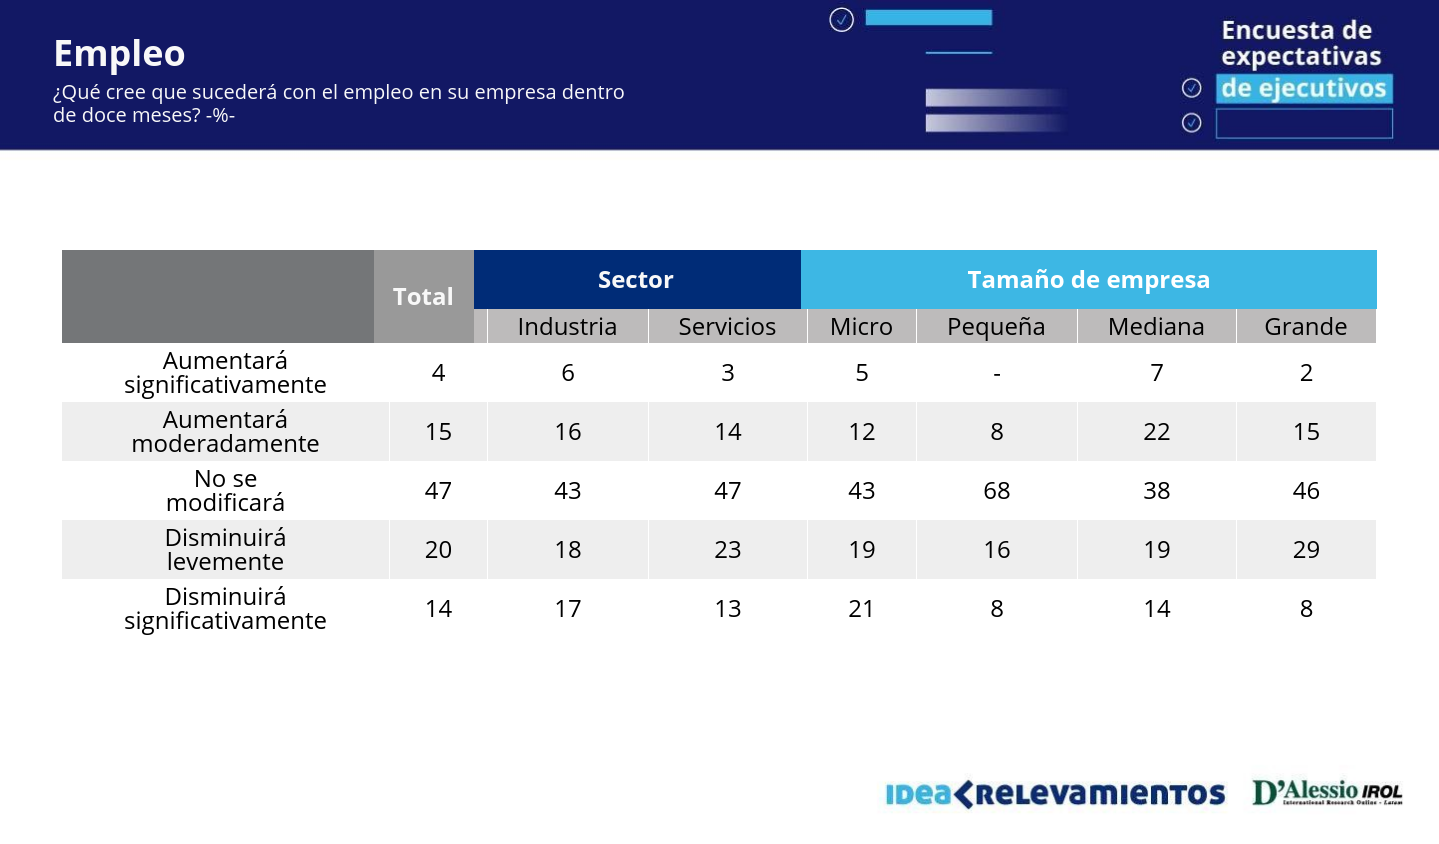 Empleo
¿Qué cree que sucederá con el empleo en su empresa dentro
de doce meses? -%-
Encuesta de
expectativas
de ejecutivos
Total Sector Tamaño de empresa
Industria Servicios Micro Pequeña Mediana Grande
Aumentará
significativamente 4 6 3 5 - 7 2
Aumentará
moderadamente 15 16 14 12 8 22 15
No se
modificará 47 43 47 43 68 38 46
Disminuirá
levemente 20 18 23 19 16 19 29
Disminuirá
significativamente 14 17 13 21 8 14 8
IDea RELEVAMIENTOS
D'Alessio IROL
International Research Online - Latam